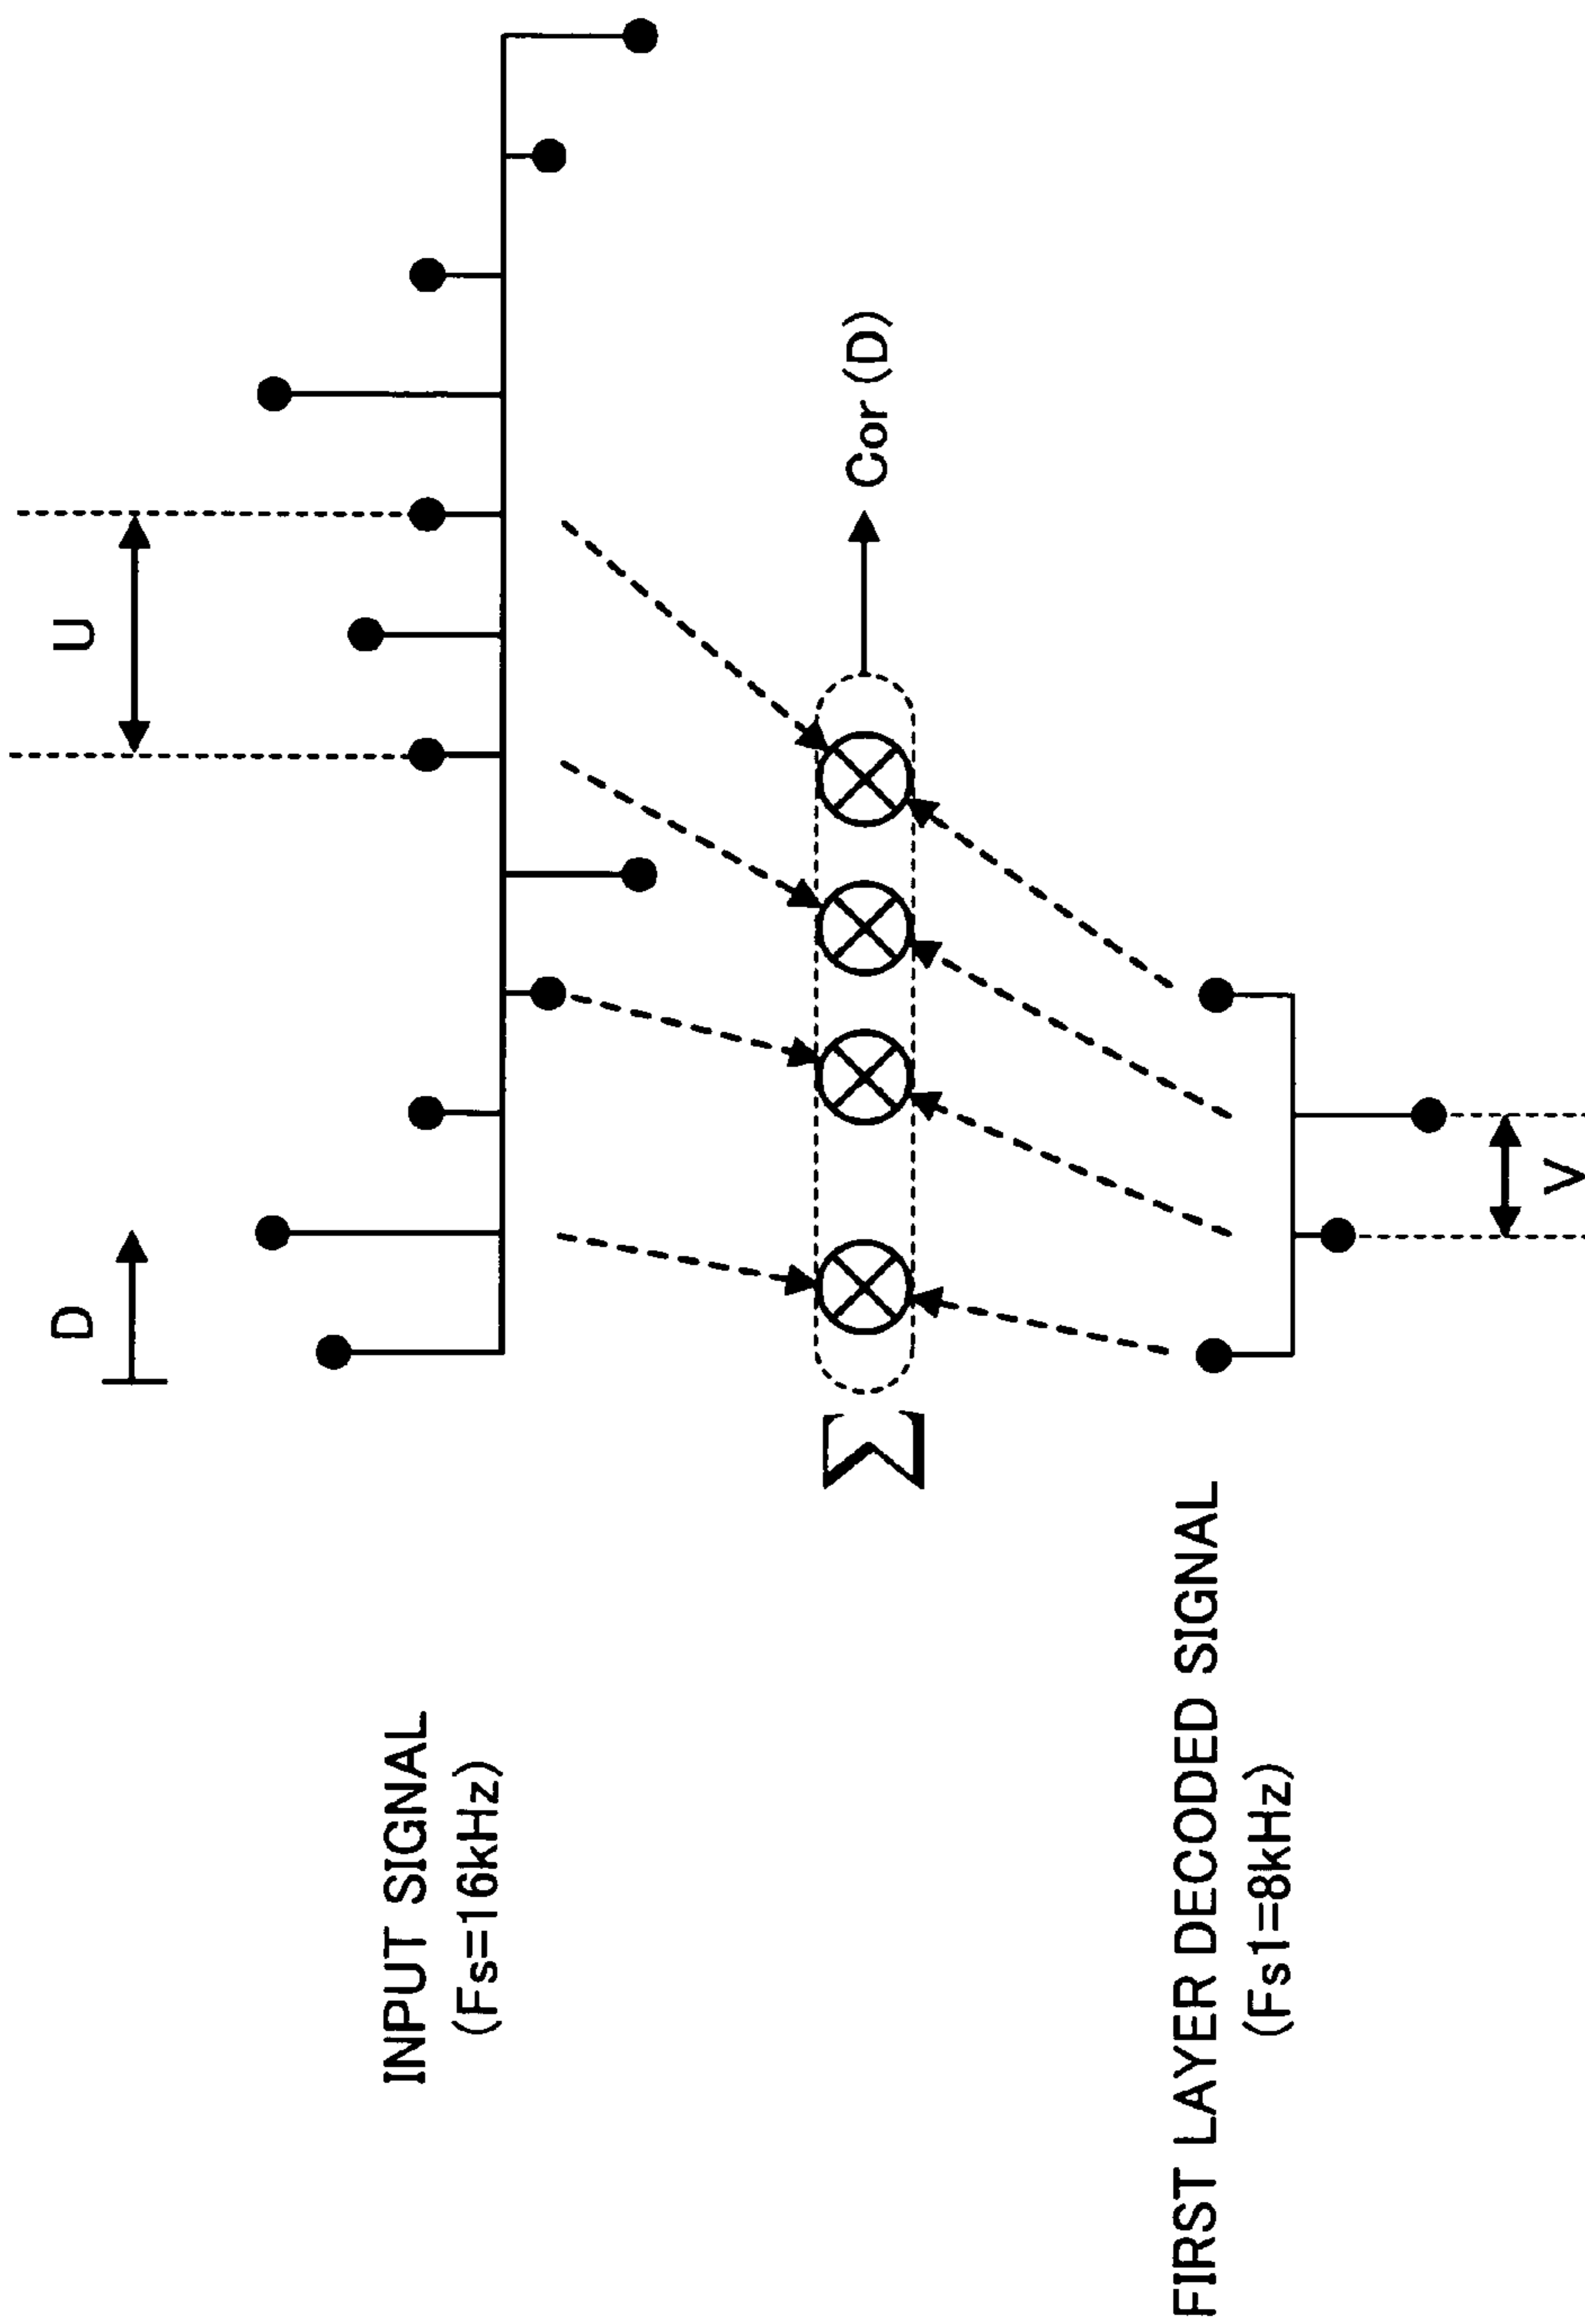 D
U
INPUT SIGNAL
(Fs=16kHz)
Σ
Cor (D)
FIRST LAYER DECODED SIGNAL
(Fs1=8kHz)
V